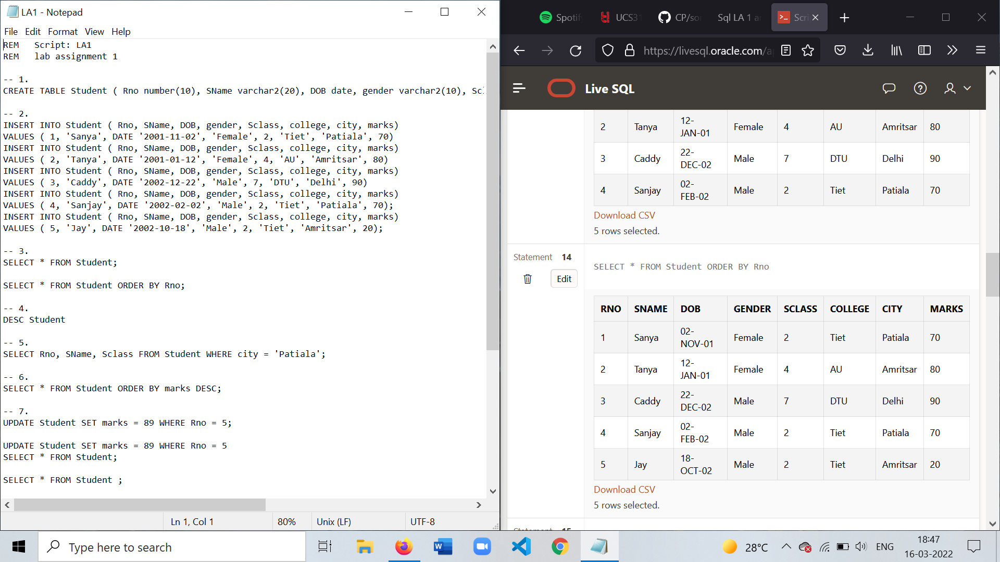 LA1 - Notepad
File Edit Format View Help
REM   Script: LA1
REM   lab assignment 1
-- 1.
CREATE TABLE Student ( Rno number(10), SName varchar2(20), DOB date, gender varchar2(10), Scl
-- 2.
INSERT INTO Student ( Rno, SName, DOB, gender, Sclass, college, city, marks)
VALUES ( 1, 'Sanya', DATE '2001-11-02', 'Female', 2, 'Tiet', 'Patiala', 70)
INSERT INTO Student ( Rno, SName, DOB, gender, Sclass, college, city, marks)
VALUES ( 2, 'Tanya', DATE '2001-01-12', 'Female', 4, 'AU', 'Amritsar', 80)
INSERT INTO Student ( Rno, SName, DOB, gender, Sclass, college, city, marks)
VALUES ( 3, 'Caddy', DATE '2002-12-22', 'Male', 7, 'DTU', 'Delhi', 90)
INSERT INTO Student ( Rno, SName, DOB, gender, Sclass, college, city, marks)
VALUES ( 4, 'Sanjay', DATE '2002-02-02', 'Male', 2, 'Tiet', 'Patiala', 70);
INSERT INTO Student ( Rno, SName, DOB, gender, Sclass, college, city, marks)
VALUES ( 5, 'Jay', DATE '2002-10-18', 'Male', 2, 'Tiet', 'Amritsar', 20);
-- 3.
SELECT * FROM Student;
SELECT * FROM Student ORDER BY Rno;
-- 4.
DESC Student
-- 5.
SELECT Rno, SName, Sclass FROM Student WHERE city = 'Patiala';
-- 6.
SELECT * FROM Student ORDER BY marks DESC;
-- 7.
UPDATE Student SET marks = 89 WHERE Rno = 5;
UPDATE Student SET marks = 89 WHERE Rno = 5
SELECT * FROM Student;
SELECT * FROM Student ;
Ln 1, Col 1 80% Unix (LF) UTF-8
Spotif UCS31 CP/so Sql LA 1 a Scri
https://livesql.oracle.com/a
Live SQL
2 Tanya 12-JAN-01 Female 4 AU Amritsar 80
3 Caddy 22-DEC-02 Male 7 DTU Delhi 90
4 Sanjay 02-FEB-02 Male 2 Tiet Patiala 70
Download CSV
5 rows selected.
Statement 14
Edit
SELECT * FROM Student ORDER BY Rno
RNO SNAME DOB GENDER SCLASS COLLEGE CITY MARKS
1 Sanya 02-NOV-01 Female 2 Tiet Patiala 70
2 Tanya 12-JAN-01 Female 4 AU Amritsar 80
3 Caddy 22-DEC-02 Male 7 DTU Delhi 90
4 Sanjay 02-FEB-02 Male 2 Tiet Patiala 70
5 Jay 18-OCT-02 Male 2 Tiet Amritsar 20
Download CSV
5 rows selected.
Statement 15
Type here to search
28°C ENG 18:47
16-03-2022